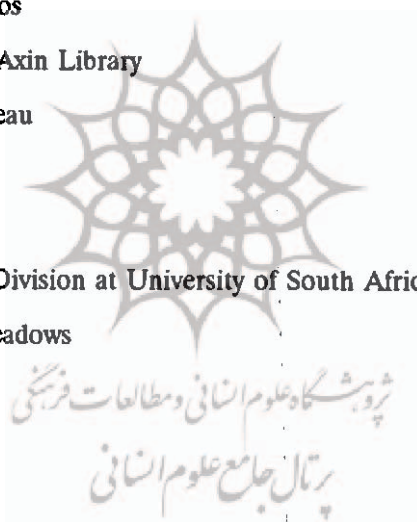 os
Axin Library
eau
Division at University of South Afric
eadows
پژوهشگاه علوم انسانی و مطالعات فرهنگی
پرتال جامع علوم انسانی